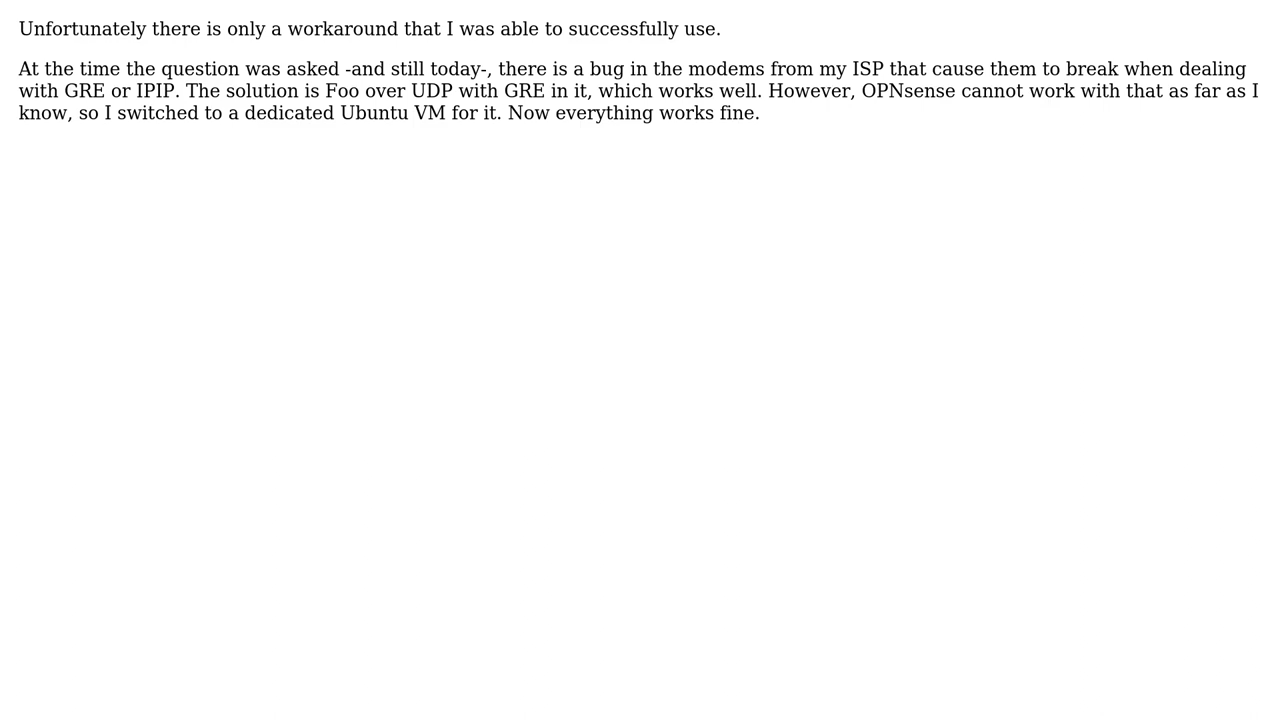 Unfortunately there is only a workaround that I was able to successfully use.
At the time the question was asked -and still today-, there is a bug in the modems from my ISP that cause them to break when dealing
with GRE or IPIP. The solution is Foo over UDP with GRE in it, which works well. However, OPNsense cannot work with that as far as I
know, so I switched to a dedicated Ubuntu VM for it. Now everything works fine.